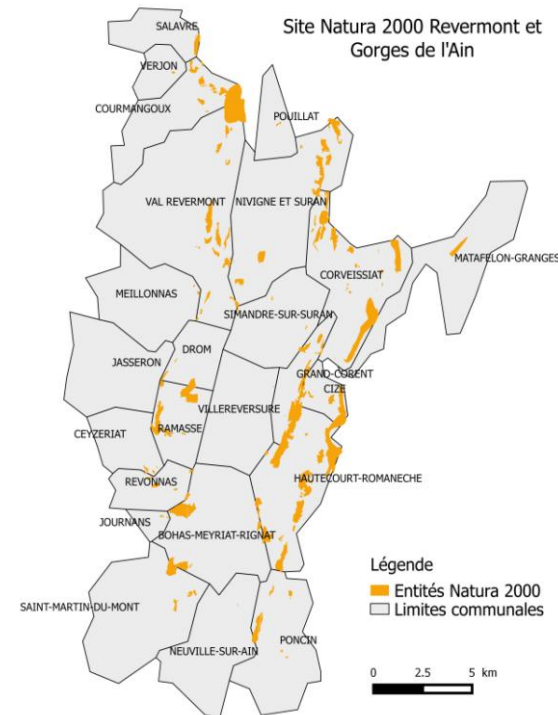 Site Natura 2000 Revermont et
Gorges de l'Ain
SALAVRE
VERJON
COURMANGOUX
POUILLAT
VAL REVERMONT
NIVIGNE ET SURAN
MATAFELON-GRANGES
CORVEISSIAT
MEILLONNAS
SIMANDRE-SUR-SURAN
DROM
JASSERON
GRAND-CORENT
CIZE
VILLEREVERSURE
RAMASSE
CEYZERIAT
HAUTECOURT-ROMANECHE
REVONNAS
JOURNANS
BOHAS-MEYRIAT-RIGNAT
Légende
Entités Natura 2000
Limites communales
SAINT-MARTIN-DU-MONT
PONCIN
NEUVILLE-SUR-AIN
0 2.5 5 km